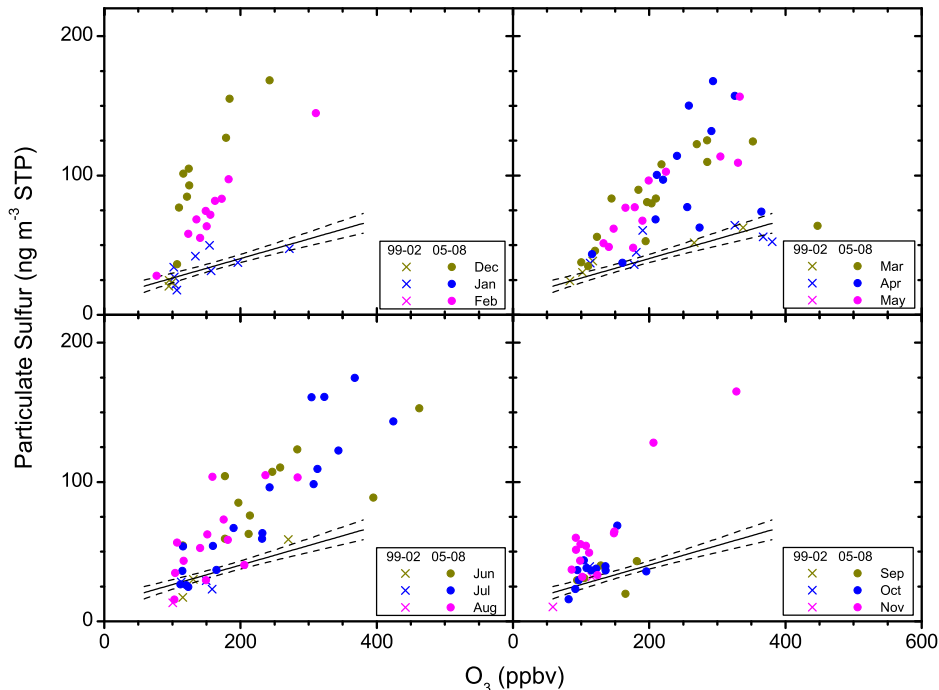 200
100
0
99-02 05-08
Dec
Jan
Feb
99-02 05-08
Mar
Apr
May
200
100
0
99-02 05-08
Jun
Jul
Aug
99-02 05-08
Sep
Oct
Nov
0 200 400 0 200 400 600
Particulate Sulfur (ng m⁻³ STP)
O₃ (ppbv)